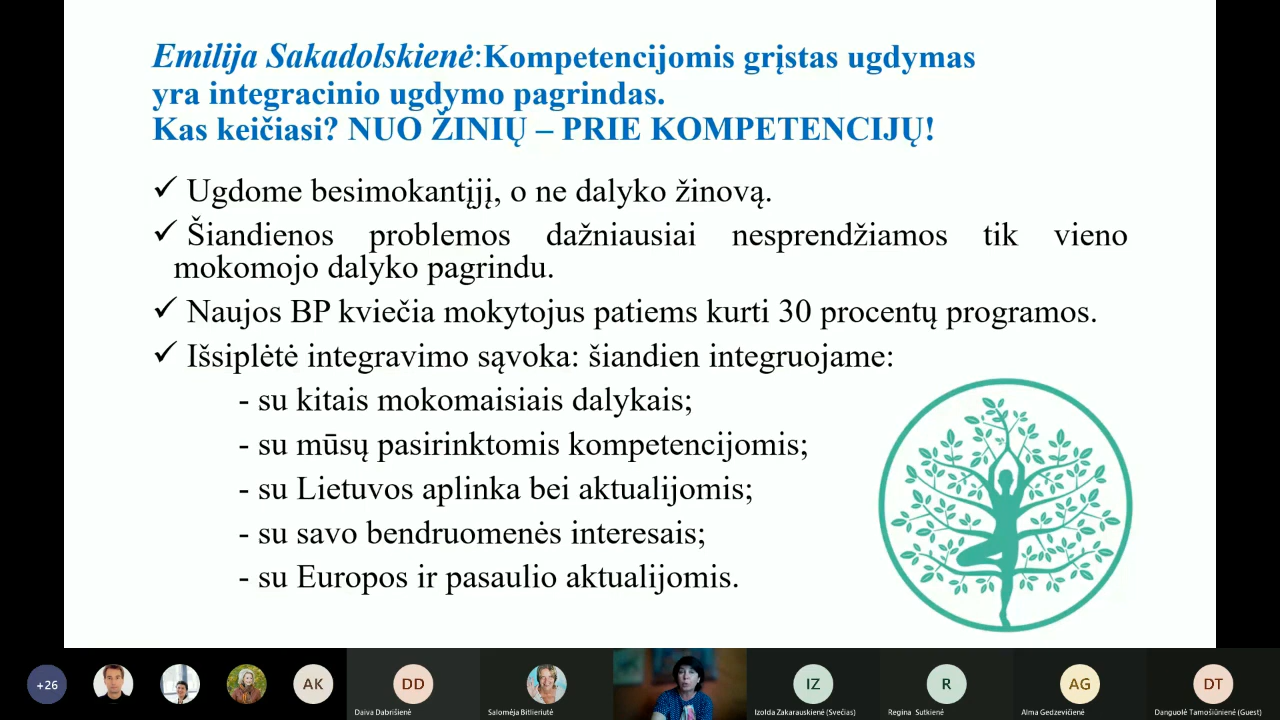 Emilija Sakadolskienė:Kompetencijomis grįstas ugdymas
yra integracinio ugdymo pagrindas.
Kas keičiasi? NUO ŽINIŲ – PRIE KOMPETENCIJŲ!
✓ Ugdome besimokantįjį, o ne dalyko žinovą.
✓ Šiandienos problemos dažniausiai nesprendžiamos tik vieno
mokomojo dalyko pagrindu.
✓ Naujos BP kviečia mokytojus patiems kurti 30 procentų programos.
✓ Išsiplėtė integravimo sąvoka: šiandien integruojame:
- su kitais mokomaisiais dalykais;
- su mūsų pasirinktomis kompetencijomis;
- su Lietuvos aplinka bei aktualijomis;
- su savo bendruomenės interesais;
- su Europos ir pasaulio aktualijomis.
+26 AK DD IZ R AG DT
Daiva Dabrišienė Salomėja Bitlieriutė Izolda Zakarauskienė (Svečias) Regina Sutkienė Alma Gedzevičienė Danguolė Tamošiūnienė (Guest)